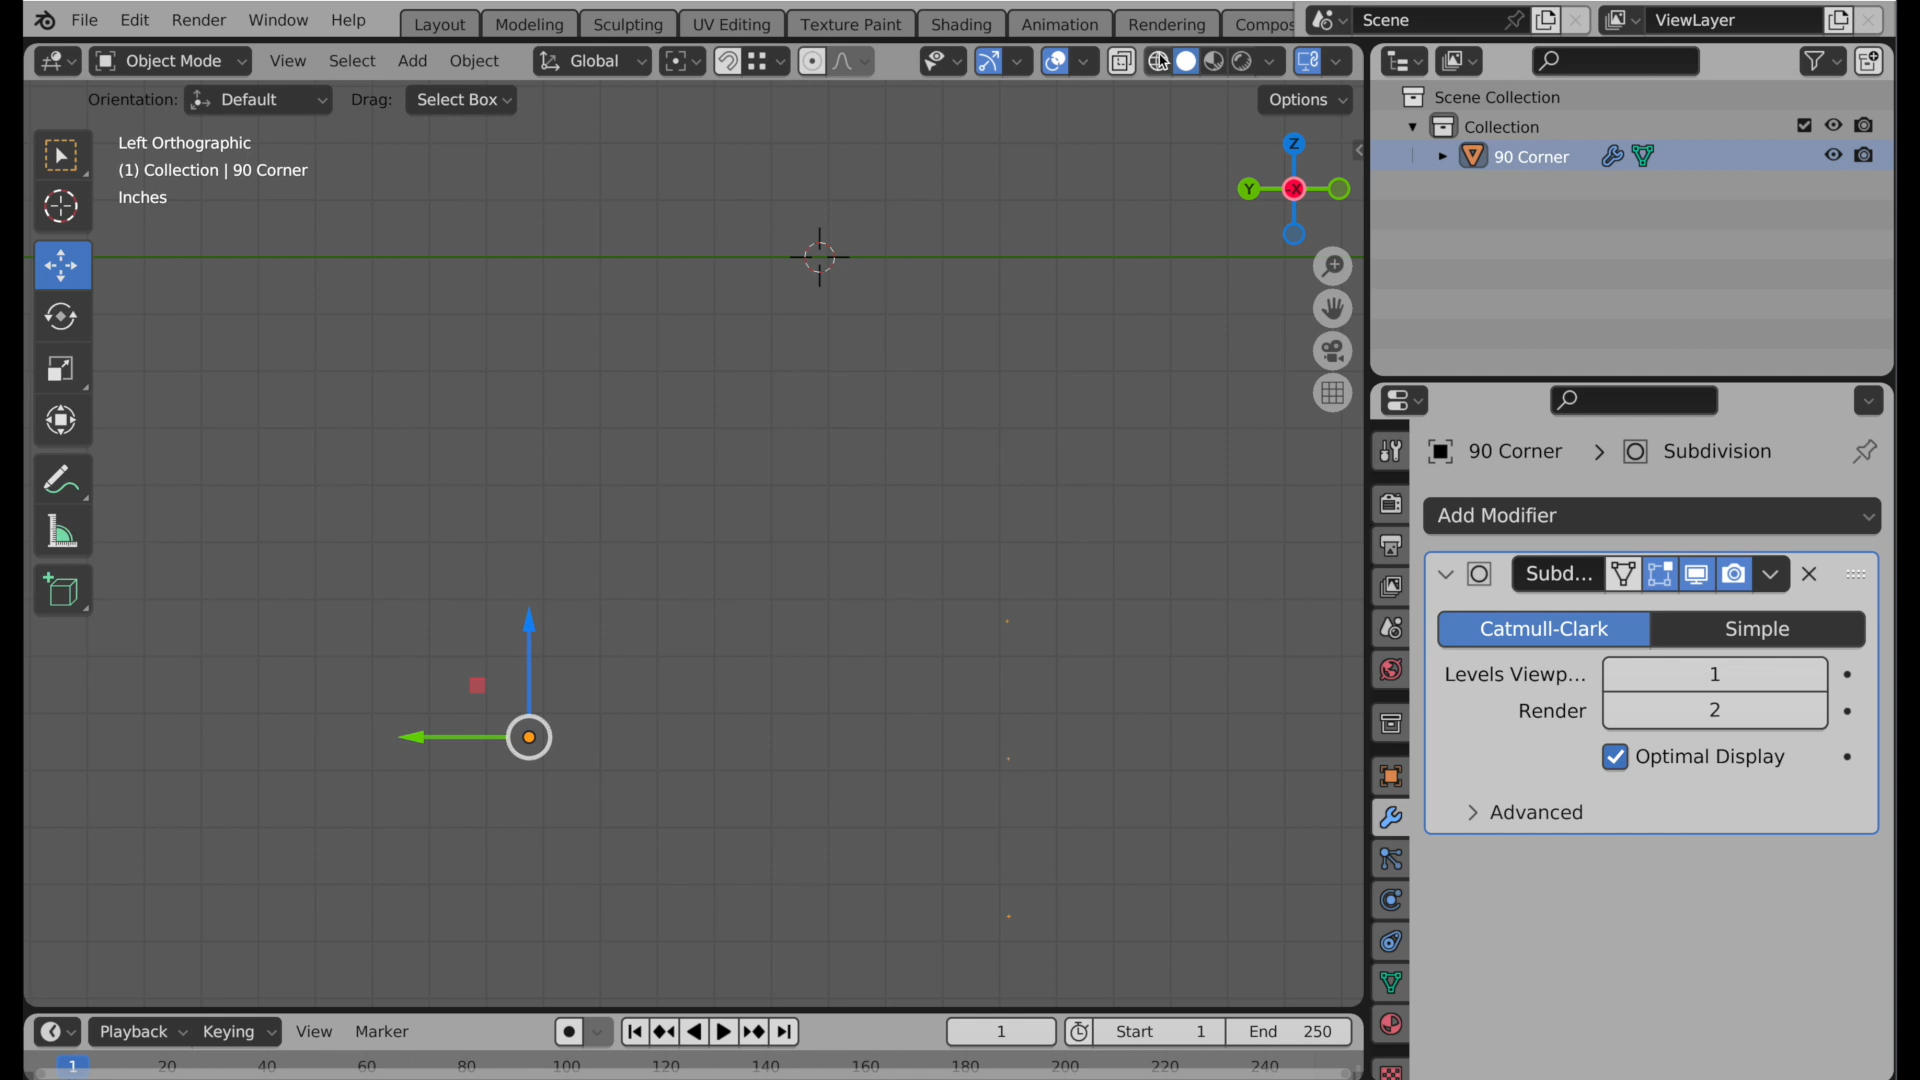 File Edit Render Window Help
Layout Modeling Sculpting UV Editing Texture Paint Shading Animation Rendering Compos
Scene
ViewLayer
Object Mode View Select Add Object Global
Orientation: Default Drag: Select Box
Options
Left Orthographic
(1) Collection | 90 Corner
Inches
Z
Y
-X
Scene Collection
Collection
90 Corner
90 Corner > Subdivision
Add Modifier
Subd...
Catmull-Clark Simple
Levels Viewp... 1
Render 2
Optimal Display
Advanced
Playback Keying View Marker
1
Start 1
End 250
1 20 40 60 80 100 120 140 160 180 200 220 240